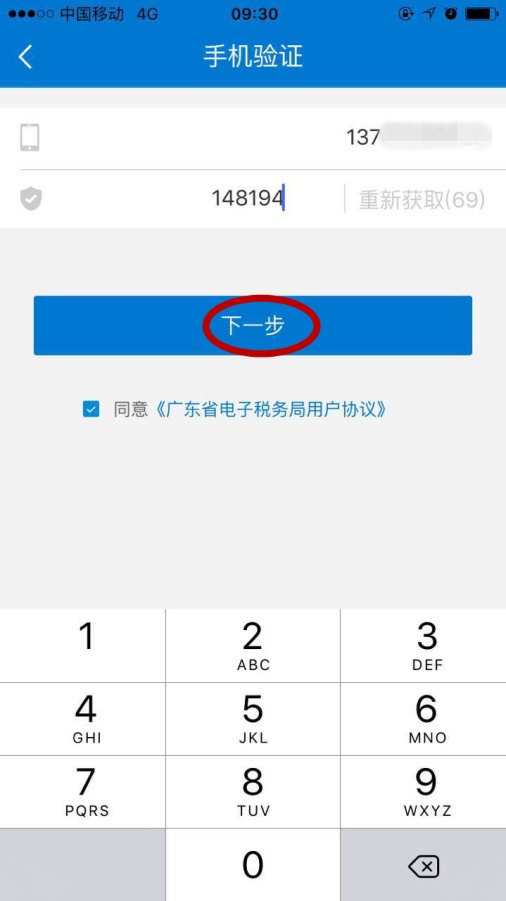 中国移动 4G 09:30
手机验证
137
148194 重新获取(69)
下一步
同意《广东省电子税务局用户协议》
1 2 3
ABC DEF
4 5 6
GHI JKL MNO
7 8 9
PQRS TUV WXYZ
0